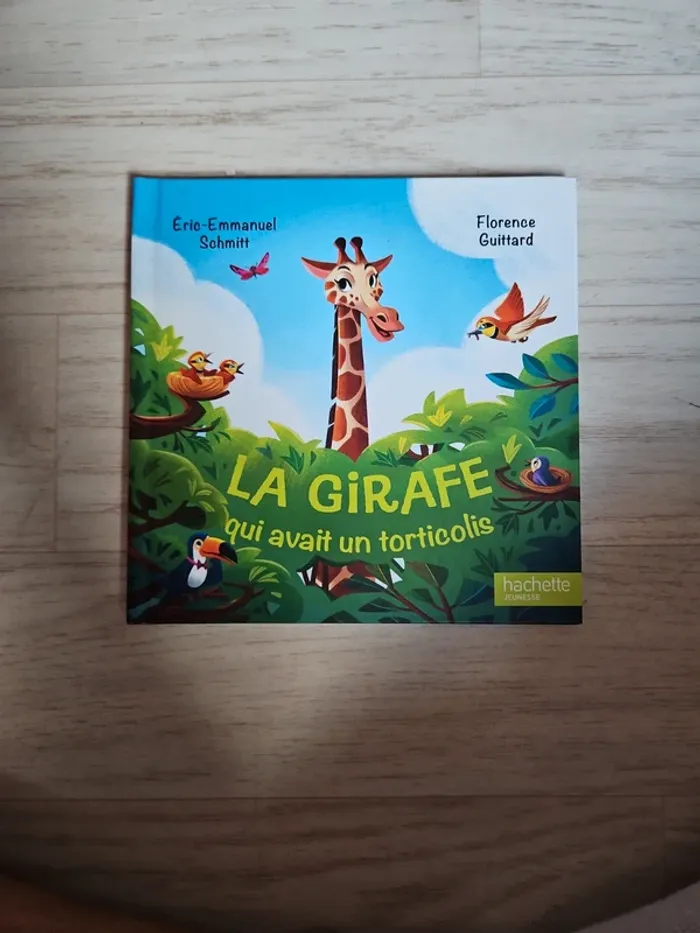 Éric-Emmanuel
Schmitt
Florence
Guittard
LA GiRAFE
qui avait un torticolis
hachette
JEUNESSE